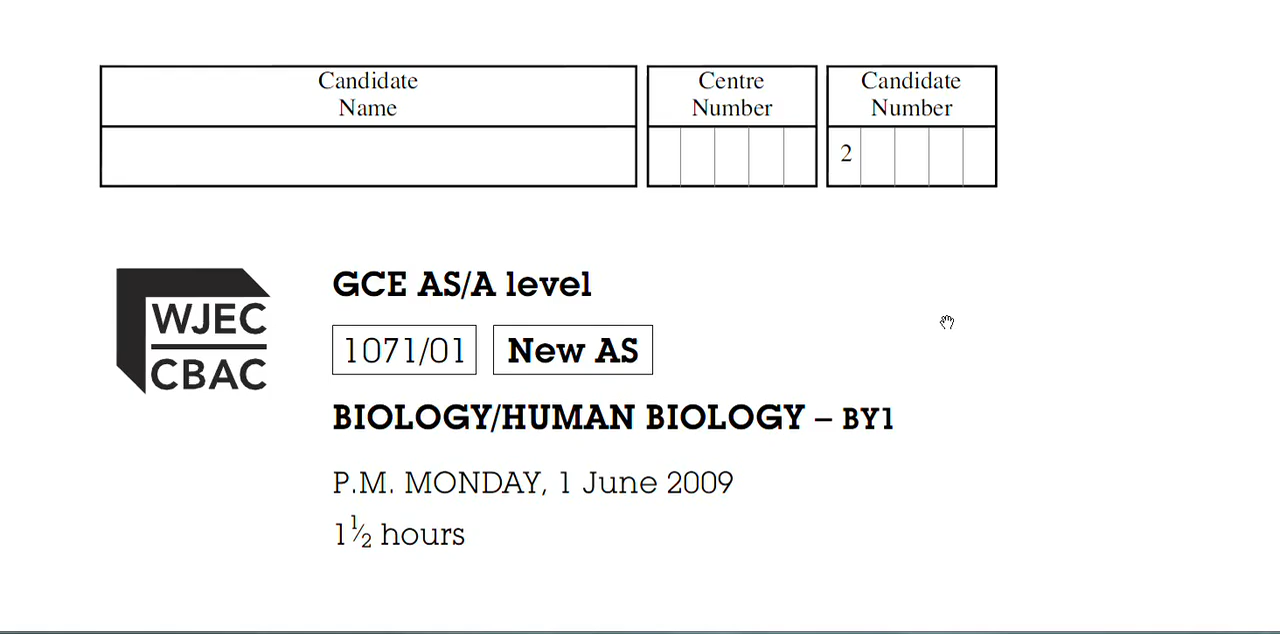 Candidate
Name
Centre
Number
Candidate
Number
2
WJEC
CBAC
GCE AS/A level
1071/01 New AS
BIOLOGY/HUMAN BIOLOGY – BY1
P.M. MONDAY, 1 June 2009
1½ hours